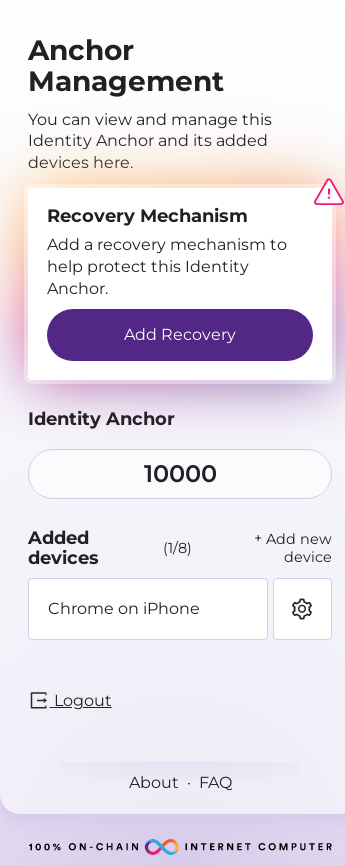 Anchor
Management
You can view and manage this
Identity Anchor and its added
devices here.
Recovery Mechanism
Add a recovery mechanism to
help protect this Identity
Anchor.
Add Recovery
Identity Anchor
10000
Added
devices
(1/8)
+ Add new
device
Chrome on iPhone
Logout
About · FAQ
100% ON-CHAIN INTERNET COMPUTER